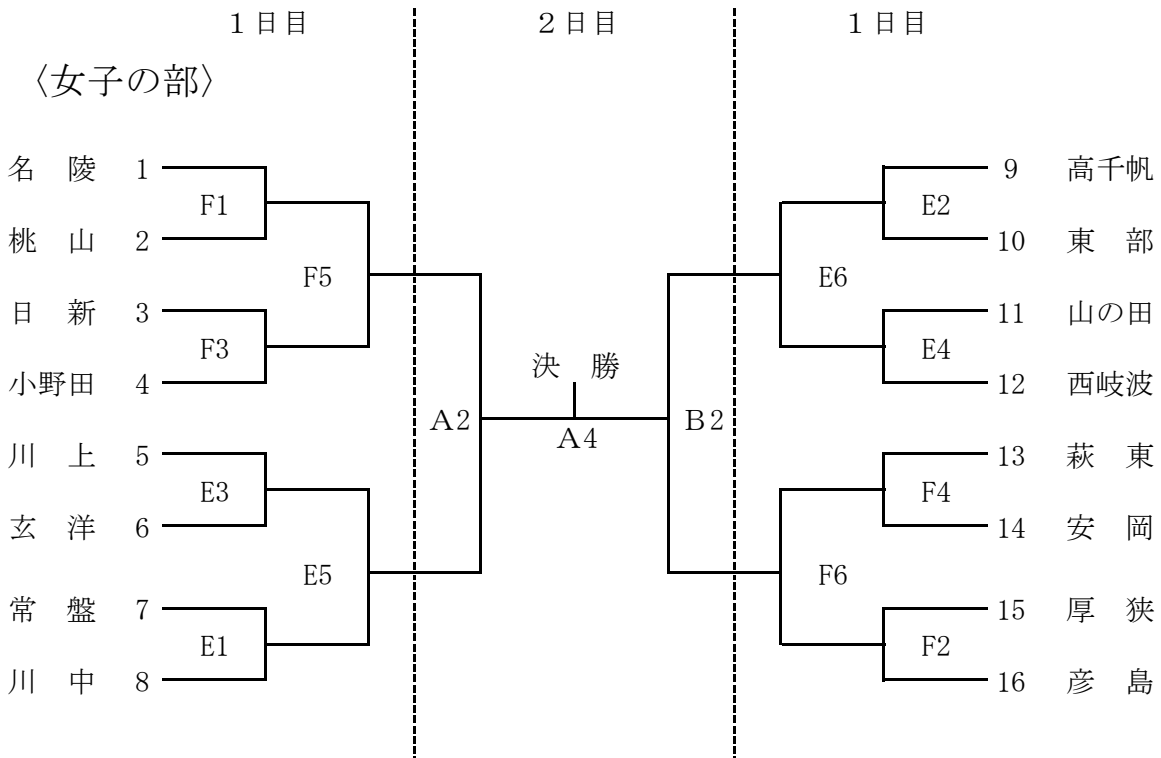 1日目 2日目 1日目
〈女子の部〉
名 陵 1 9 高千帆
F1 E2
桃 山 2 10 東 部
F5 E6
日 新 3 11 山の田
F3 E4
決 勝
小野田 4 12 西岐波
A2 B2
A4
川 上 5 13 萩 東
E3 F4
玄 洋 6 14 安 岡
E5 F6
常 盤 7 15 厚 狭
E1 F2
川 中 8 16 彦 島